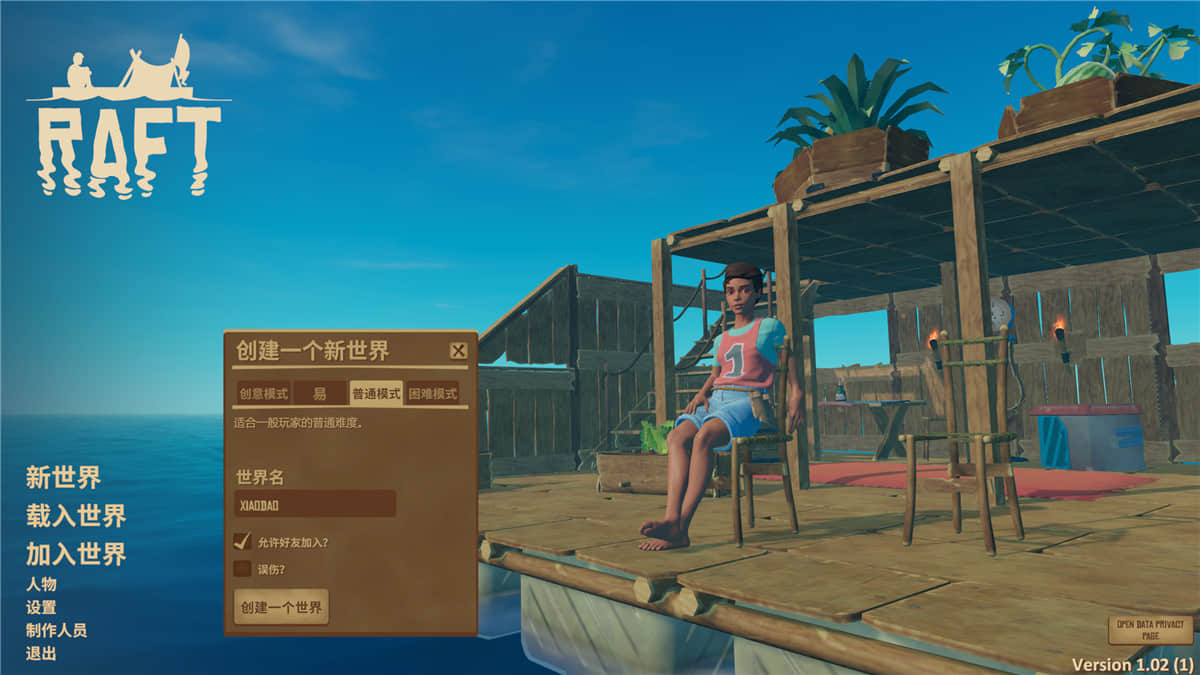 RAFT
创建一个新世界
创意模式 易 普通模式 困难模式
适合一般玩家的普通难度。
世界名
XIAOBAO
允许好友加入?
误伤?
创建一个世界
新世界
载入世界
加入世界
人物
设置
制作人员
退出
1
OPEN DATA PRIVACY
PAGE
Version 1.02 (1)